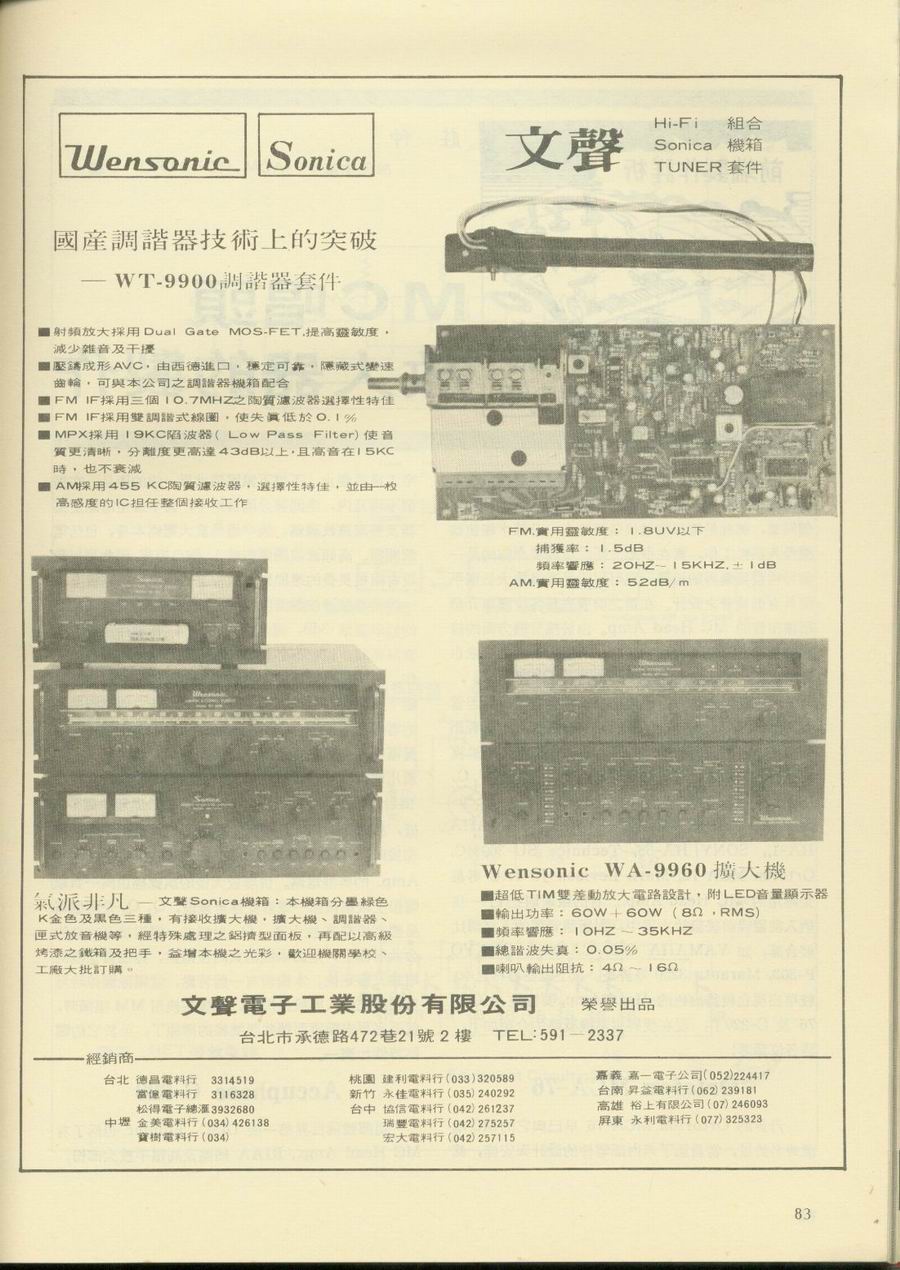 Wensonic
Sonica
文聲
Hi-Fi 組合
Sonica 機箱
TUNER 套件
國産調諧器技術上的突破
— WT-9900調諧器套件
■射頻放大採用Dual Gate MOS-FET,提高靈敏度，
減少雜音及干擾
■壓鑄成形AVC，由西德進口，穩定可靠，隱藏式變速
齒輪，可與本公司之調諧器機箱配合
■FM IF採用三個10.7MHZ之陶質濾波器選擇性特佳
■FM IF採用雙調諧式線圈，使失眞低於0.1%
■MPX採用19KC陷波器( Low Pass Filter) 使音
質更清晰，分離度更高達43dB以上,且高音在15KC
時，也不衰減
■AM採用455 KC陶質濾波器，選擇性特佳，並由一枚
高感度的IC担任整個接收工作
FM.實用靈敏度： 1.8UV以下
捕獲率： 1.5dB
頻率響應： 20HZ~15KHZ,±1dB
AM.實用靈敏度： 52dB/m
Wensonic
Sonica
Wensonic
Wensonic
Wensonic WA-9960 擴大機
■超低TIM雙差動放大電路設計，附LED音量顯示器
■輸出功率： 60W+60W (8Ω，RMS)
■頻率響應： 10HZ ~ 35KHZ
■總諧波失真： 0.05%
■喇叭輸出阻抗： 4Ω ~ 16Ω
氣派非凡 — 文聲Sonica機箱：本機箱分墨綠色
K金色及黑色三種，有接收擴大機，擴大機、調諧器、
匣式放音機等，經特殊處理之鋁擠型面板，再配以高級
烤漆之鐵箱及把手，益增本機之光彩，歡迎機關學校、
工廠大批訂購。
文聲電子工業股份有限公司 榮譽出品
台北市承德路472巷21號2樓 TEL:591-2337
經銷商
台北 德昌電料行 3314519
富億電料行 3116328
松得電子總滙 3932680
中壢 金美電料行 (034) 426138
寶樹電料行 (034)
桃園 建利電料行 (033)320589
新竹 永佳電料行 (035) 240292
台中 協信電料行 (042) 261237
瑞豐電料行 (042) 275257
宏大電料行 (042) 257115
嘉義 嘉一電子公司(052)224417
台南 昇益電料行 (062) 239181
高雄 裕上有限公司 (07) 246093
屏東 永利電料行 (077) 325323
83